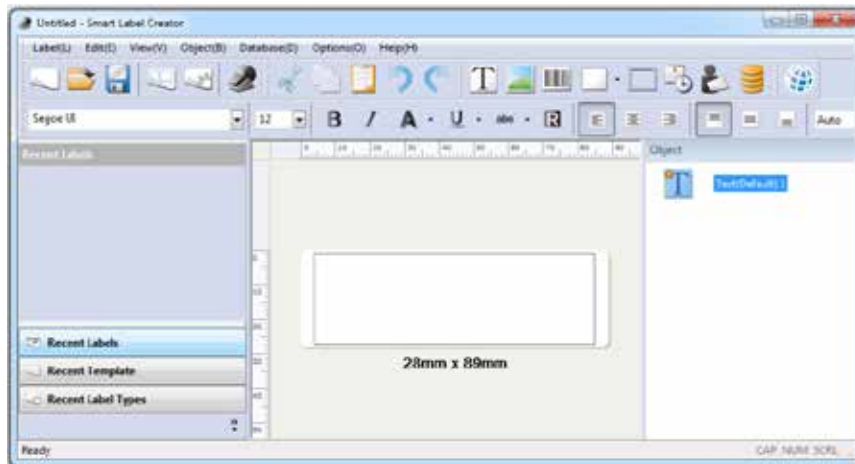 Untitled - Smart Label Creator
Label(L) Edit(E) View(V) Object(B) Database(D) Options(O) Help(H)
Segoe UI 12 B I A U abc R Auto
Recent Labels
Object
Text(Default) 1
28mm x 89mm
Recent Labels
Recent Template
Recent Label Types
Ready
CAP NUM SCRL